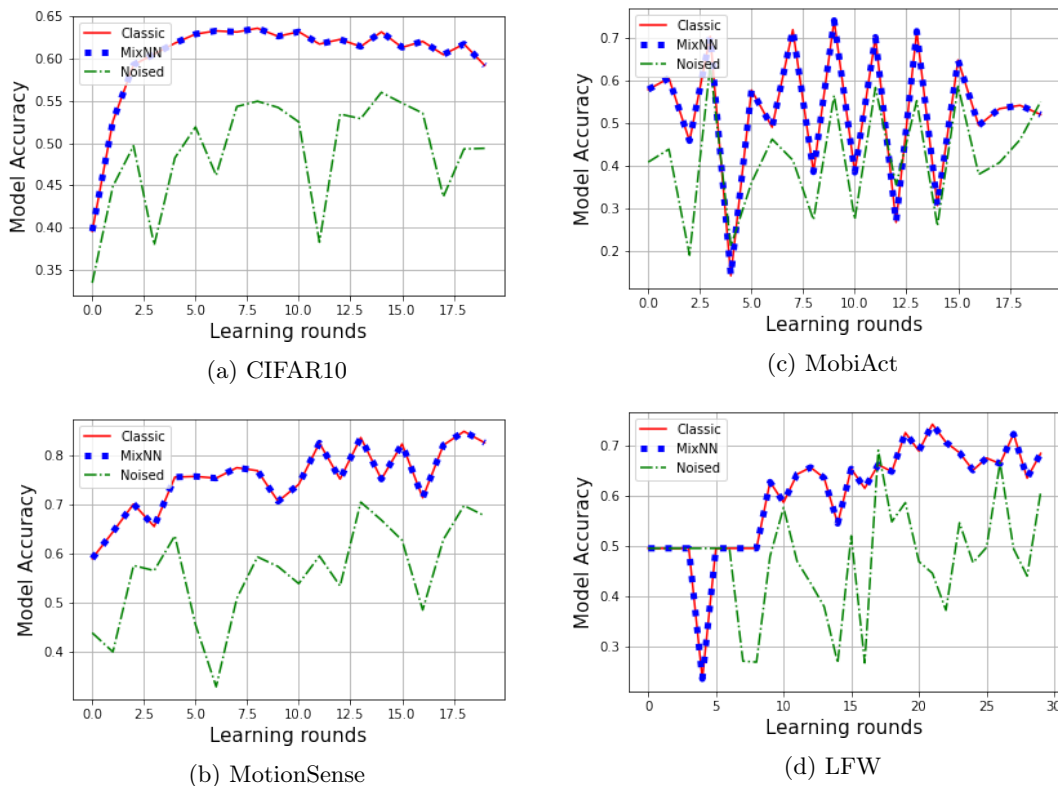 0.65
0.60
0.55
0.50
0.45
0.40
0.35
Model Accuracy
Classic
MixNN
Noised
0.0 2.5 5.0 7.5 10.0 12.5 15.0 17.5
Learning rounds
(a) CIFAR10
0.7
0.6
0.5
0.4
0.3
0.2
Model Accuracy
Classic
MixNN
Noised
0.0 2.5 5.0 7.5 10.0 12.5 15.0 17.5
Learning rounds
(c) MobiAct
0.8
0.7
0.6
0.5
0.4
Model Accuracy
Classic
MixNN
Noised
0.0 2.5 5.0 7.5 10.0 12.5 15.0 17.5
Learning rounds
(b) MotionSense
0.7
0.6
0.5
0.4
0.3
Model Accuracy
Classic
MixNN
Noised
0 5 10 15 20 25 30
Learning rounds
(d) LFW